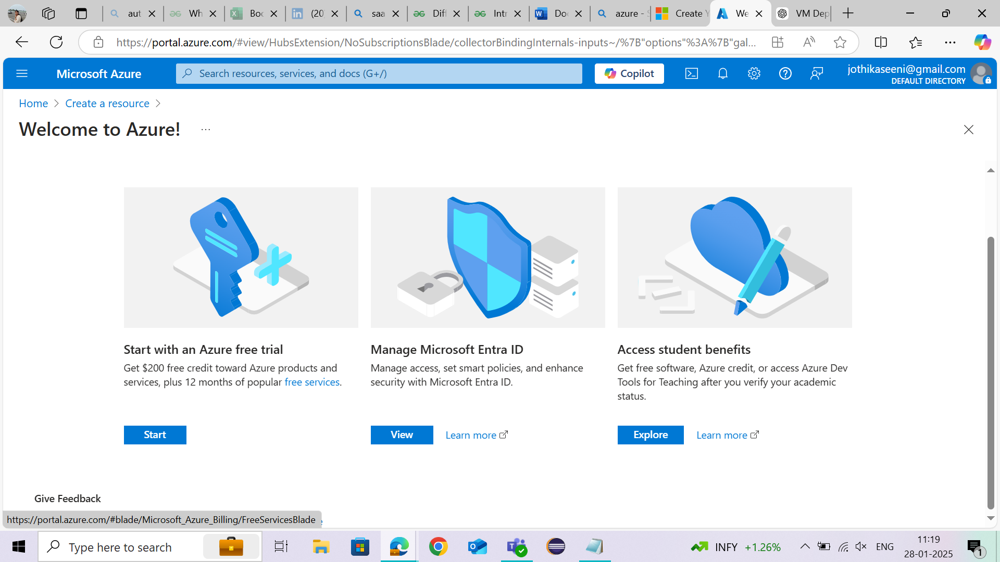 aut
Wh
Boc
(20
saa
Diff
Intr
Do
azure - S
Create Y
We
VM Dep
https://portal.azure.com/#view/HubsExtension/NoSubscriptionsBlade/collectorBindingInternals-inputs~/%7B"options"%3A%7B"gal...
Microsoft Azure
Search resources, services, and docs (G+/)
Copilot
jothikaseeni@gmail.com
DEFAULT DIRECTORY
Home > Create a resource >
Welcome to Azure! ...
Start with an Azure free trial
Get $200 free credit toward Azure products and
services, plus 12 months of popular free services.
Start
Manage Microsoft Entra ID
Manage access, set smart policies, and enhance
security with Microsoft Entra ID.
View
Learn more
Access student benefits
Get free software, Azure credit, or access Azure Dev
Tools for Teaching after you verify your academic
status.
Explore
Learn more
Give Feedback
https://portal.azure.com/#blade/Microsoft_Azure_Billing/FreeServicesBlade
Type here to search
INFY +1.26%
ENG
11:19
28-01-2025
1